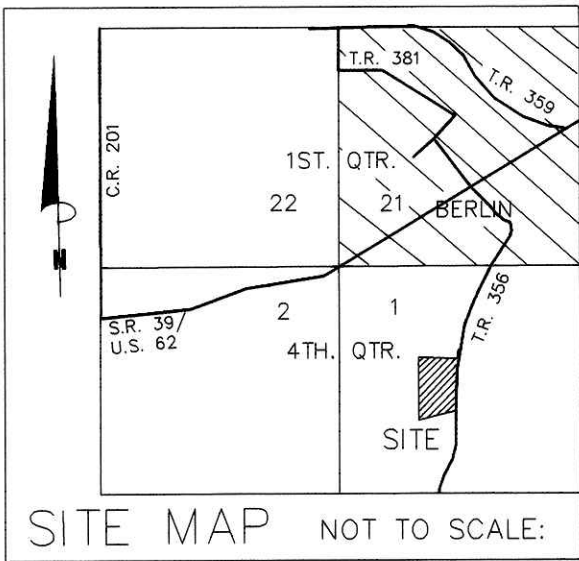 T.R. 381
T.R. 359
C.R. 201
1ST. QTR.
22
21
BERLIN
S.R. 39/
U.S. 62
2
1
T.R. 356
4TH. QTR.
SITE
N
SITE MAP NOT TO SCALE: